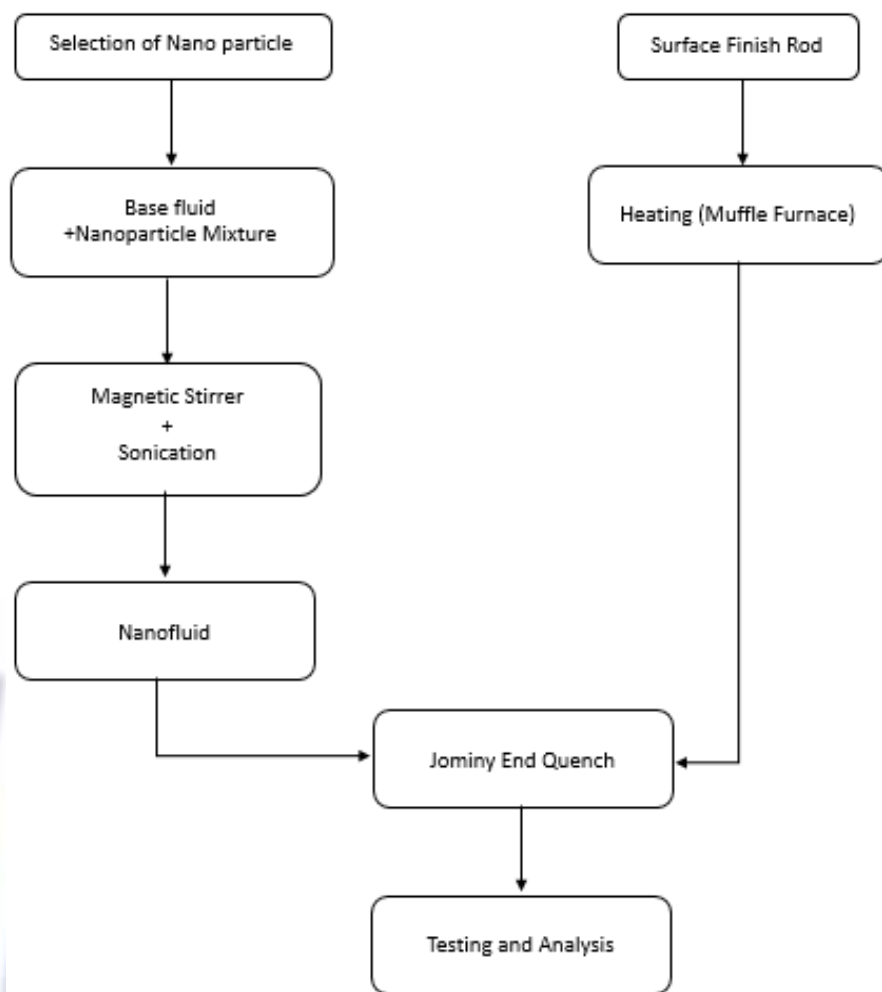 Selection of Nano particle
Surface Finish Rod
Base fluid
+Nanoparticle Mixture
Heating (Muffle Furnace)
Magnetic Stirrer
+
Sonication
Nanofluid
Jominy End Quench
Testing and Analysis